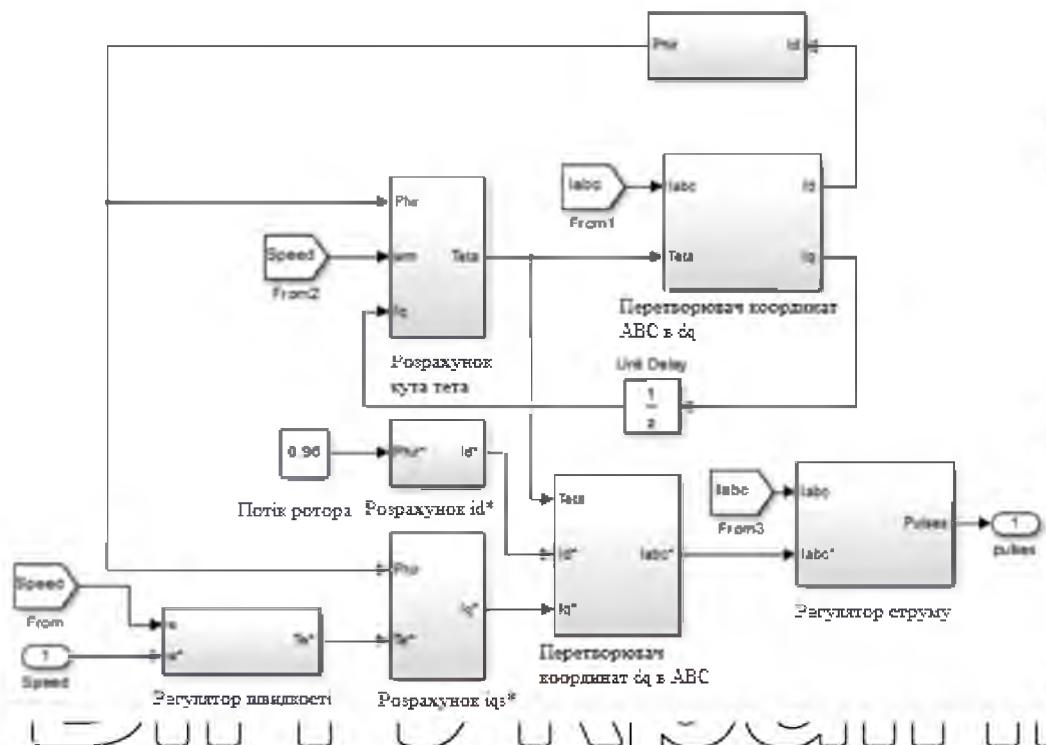 Phir Id
Iabc
From1
Iabc Id
Teta Iq
Перетворювач координат
ABC в dq
Phir
Speed
From2
wm Teta
Iq
Розрахунок
кута тета
Unit Delay
1
z
0.96
Потік ротора
Phir* Id*
Розрахунок id*
Teta
Id* Iabc*
Iq*
Перетворювач
координат dq в ABC
Iabc
From3
Iabc Pulses
Iabc*
Регулятор струму
1
pulses
Phir
Iq*
Te*
Розрахунок iqs*
Speed
From
1
Speed
w
w* Te*
Регулятор швидкості